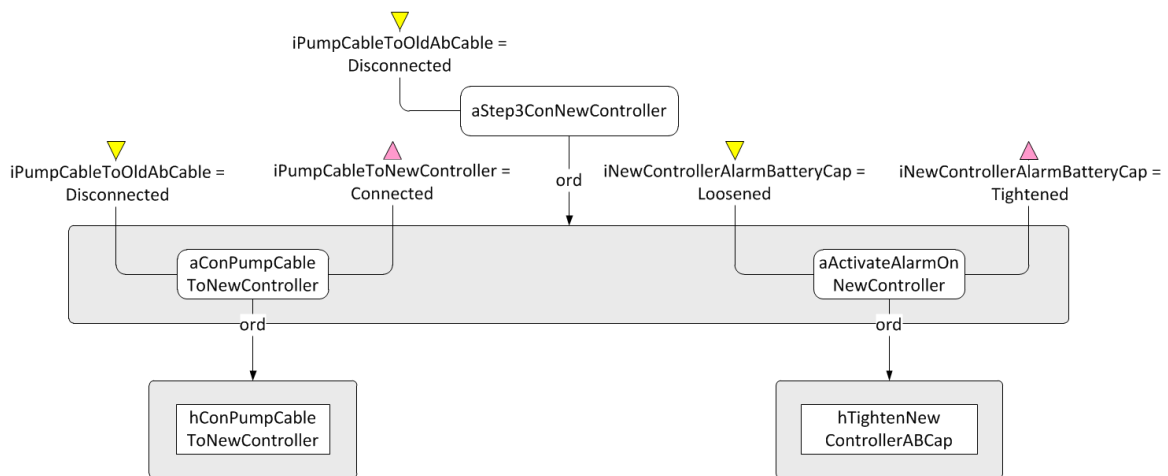 iPumpCableToOldAbCable =
Disconnected
aStep3ConNewController
iPumpCableToOldAbCable =
Disconnected
iPumpCableToNewController =
Connected
ord
iNewControllerAlarmBatteryCap =
Loosened
iNewControllerAlarmBatteryCap =
Tightened
aConPumpCable
ToNewController
aActivateAlarmOn
NewController
ord
ord
hConPumpCable
ToNewController
hTightenNew
ControllerABCap